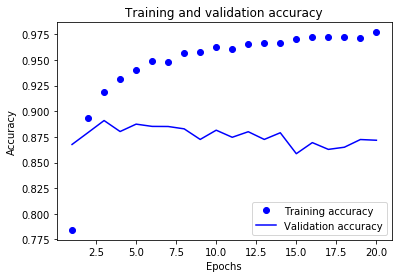 Training and validation accuracy
0.975
0.950
0.925
0.900
0.875
0.850
0.825
0.800
0.775
Accuracy
Training accuracy
Validation accuracy
2.5 5.0 7.5 10.0 12.5 15.0 17.5 20.0
Epochs